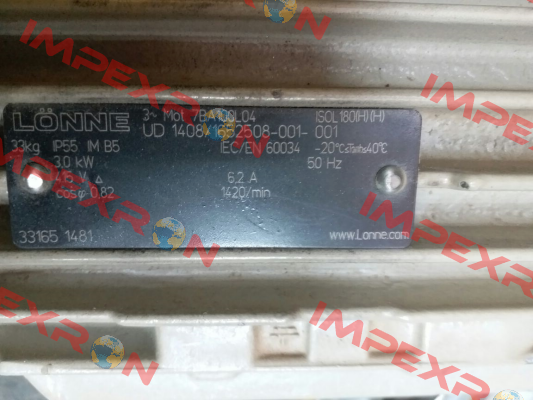 LÖNNE 3~ Mot. 7BA100L04 ISOL 180(H) (H)
UD 1408/ 001
33kg IP55 IM B5 IEC/EN 60034 -20°C≤Tamb≤40°C
3.0 kW 50 Hz
415 V △ 6.2 A
cosφ 0,82 1420/min
33165 1481 www.Lonne.com
IMPEXRON
IMPEXRON
IMPEXRON
IMPEXRON
IMPEXRON
IMPEXRON